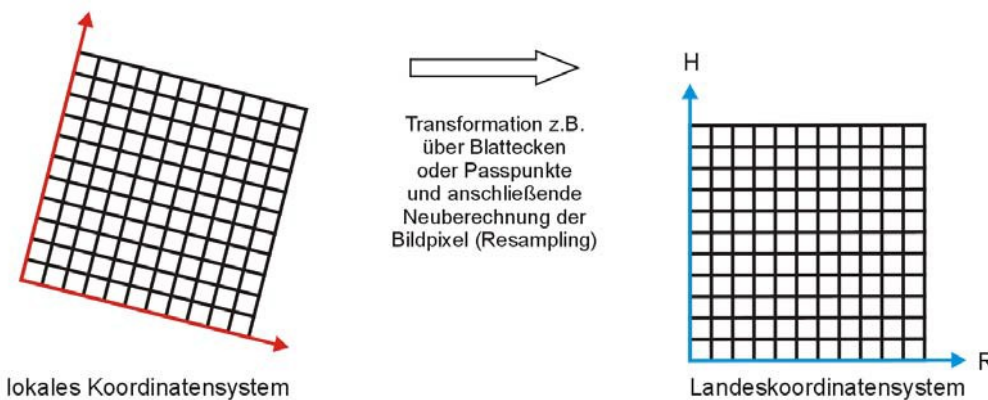 H
Transformation z.B.
über Blattecken
oder Passpunkte
und anschließende
Neuberechnung der
Bildpixel (Resampling)
R
lokales Koordinatensystem
Landeskoordinatensystem